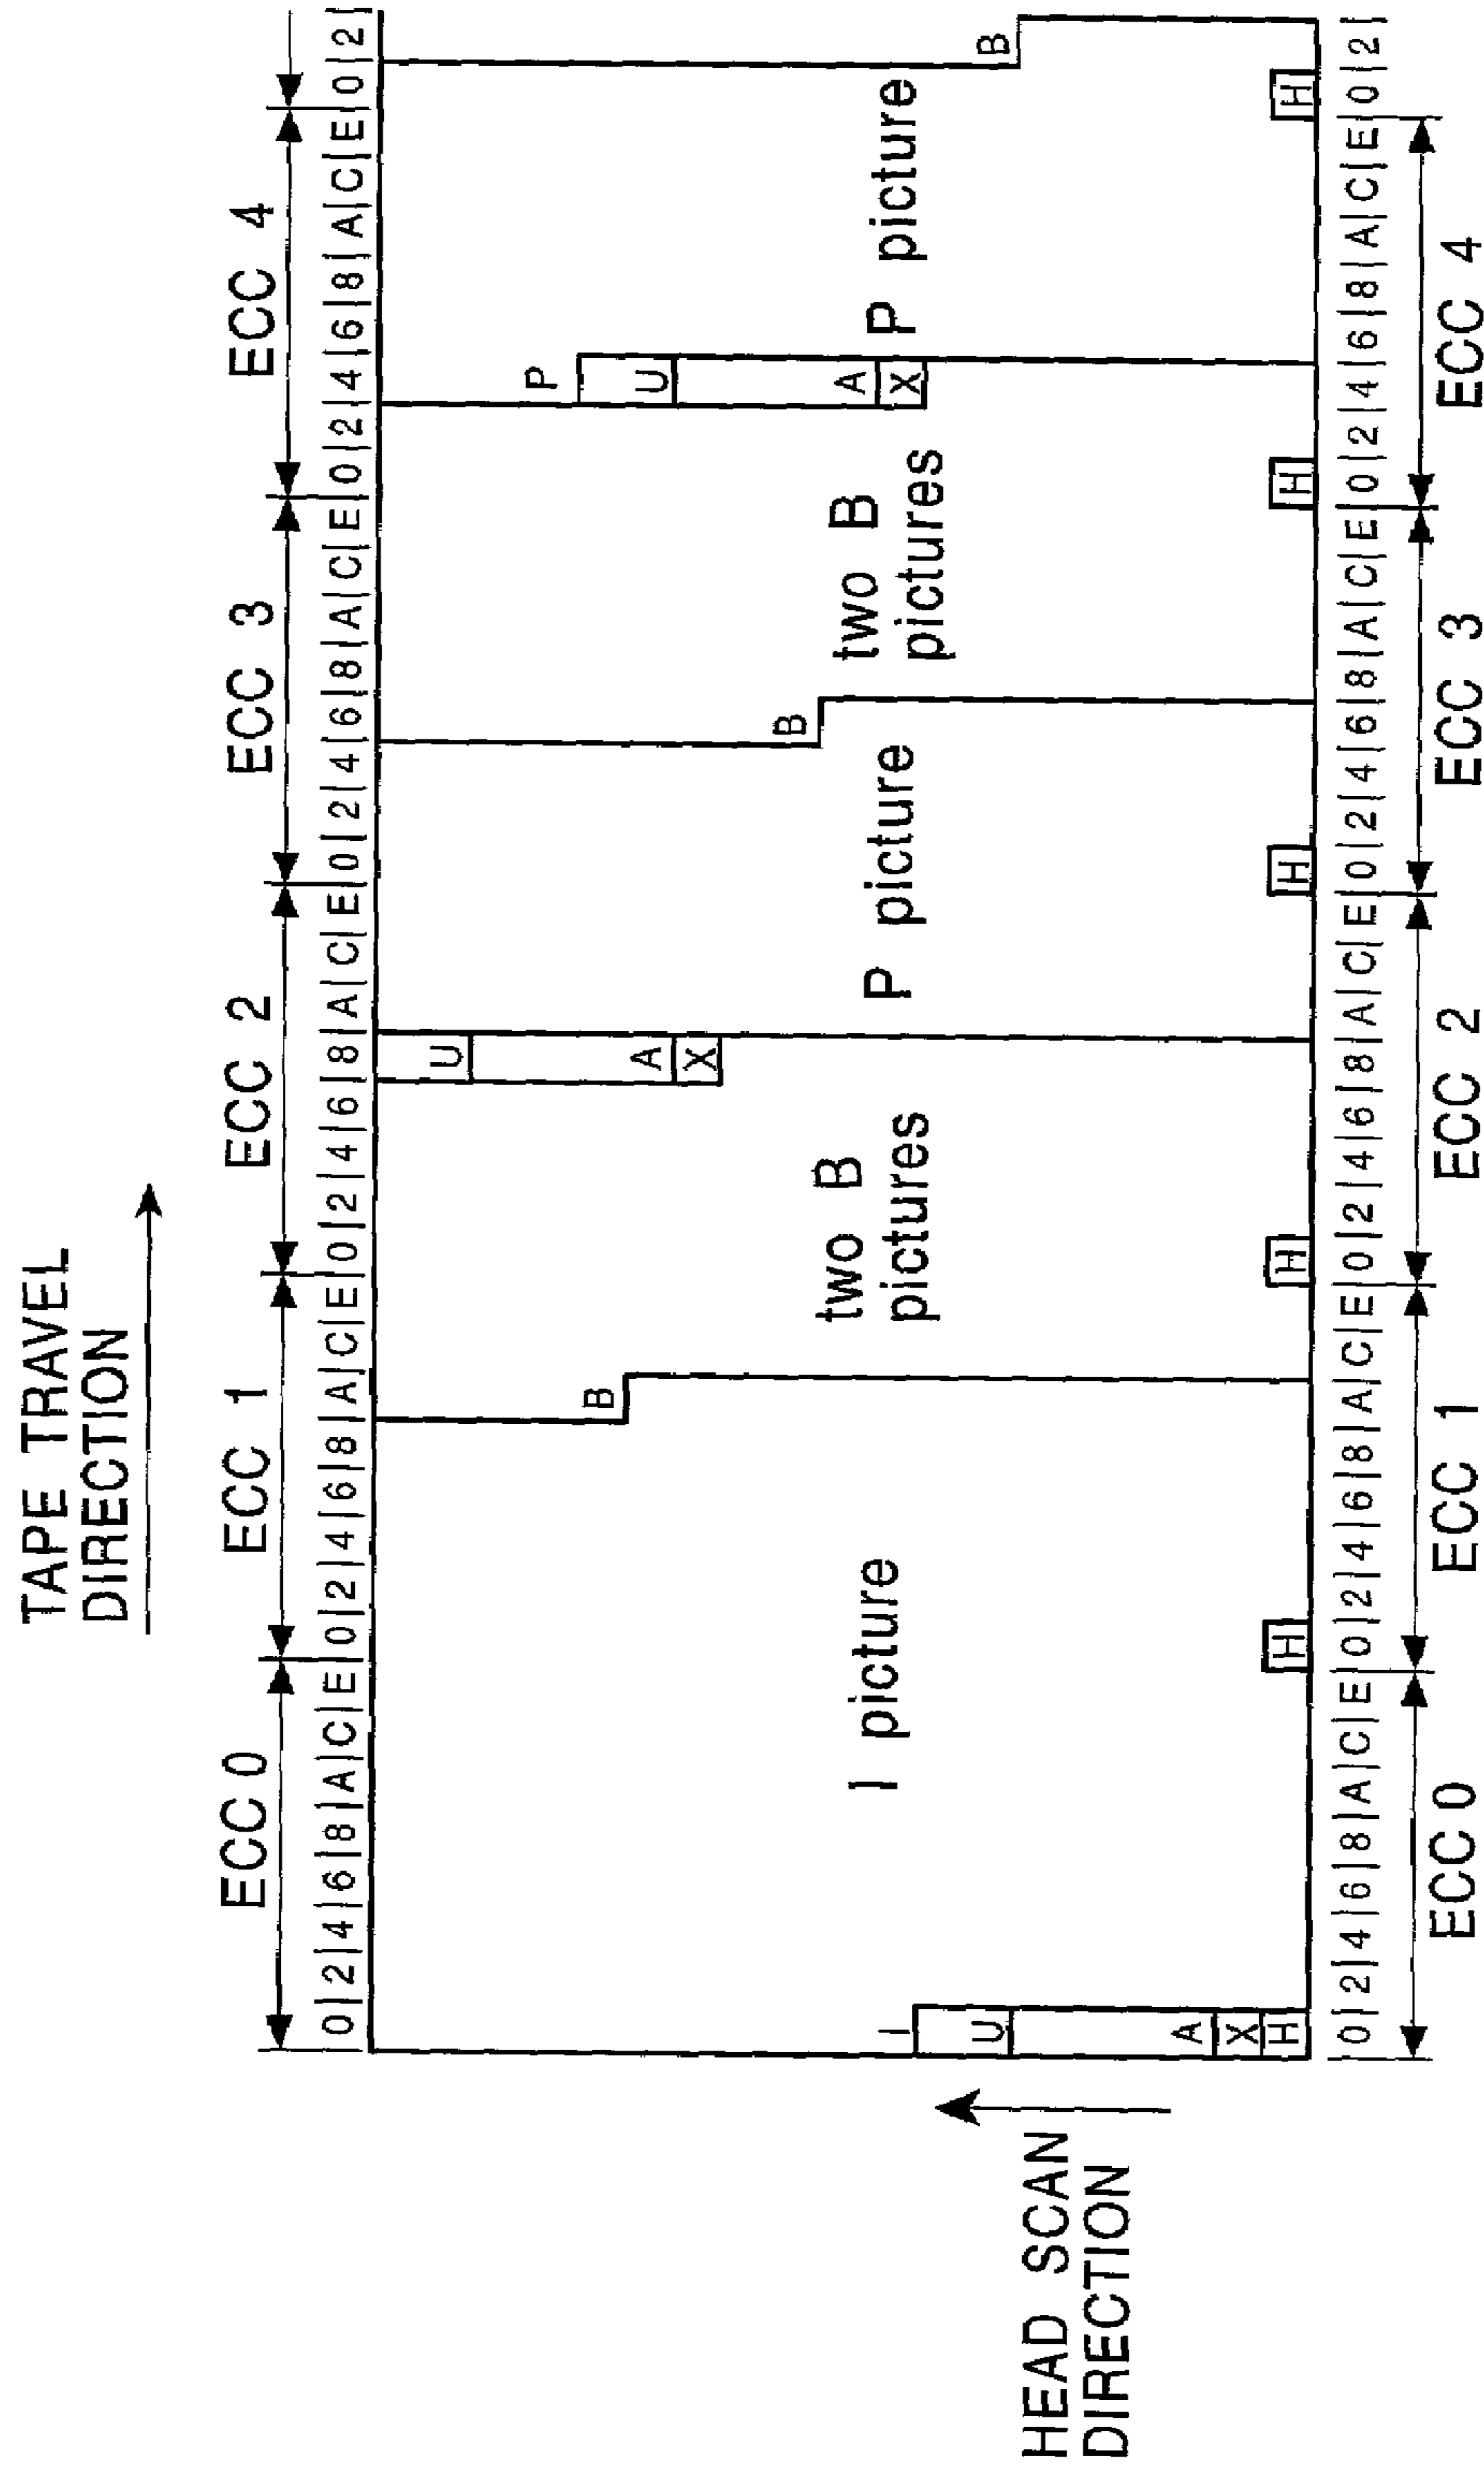 TAPE TRAVEL
DIRECTION
ECC 0 ECC 1 ECC 2 ECC 3 ECC 4
0|2|4|6|8|A|C|E|0|2|4|6|8|A|C|E|0|2|4|6|8|A|C|E|0|2|4|6|8|A|C|E|0|2|4|6|8|A|C|E|0|2|
U
P
B
A U
X
B
two B
pictures
two B
pictures
A
X
I picture
P picture
P picture
I
U
B
HEAD SCAN
DIRECTION
A
X
H H H H H H
0|2|4|6|8|A|C|E|0|2|4|6|8|A|C|E|0|2|4|6|8|A|C|E|0|2|4|6|8|A|C|E|0|2|4|6|8|A|C|E|0|2|
ECC 0 ECC 1 ECC 2 ECC 3 ECC 4